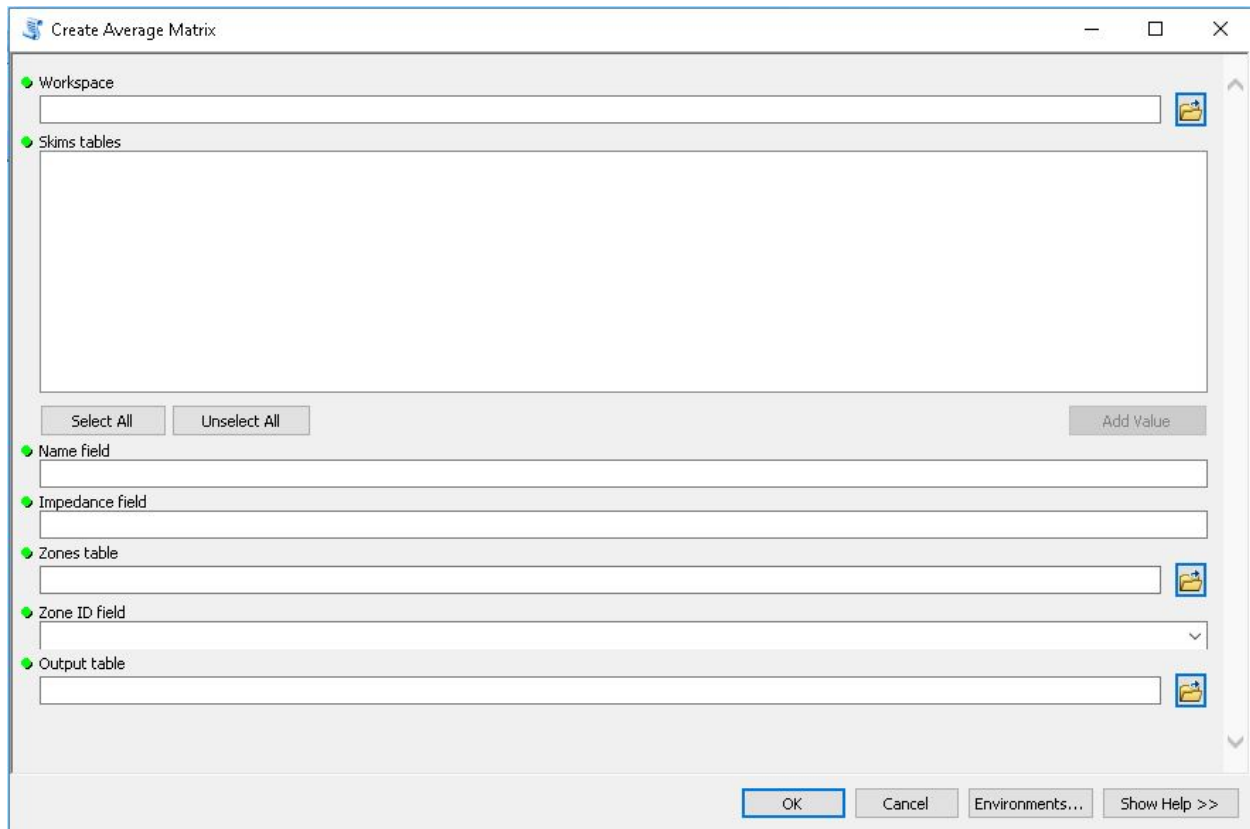 Create Average Matrix
Workspace
Skims tables
Select All Unselect All Add Value
Name field
Impedance field
Zones table
Zone ID field
Output table
OK Cancel Environments... Show Help >>